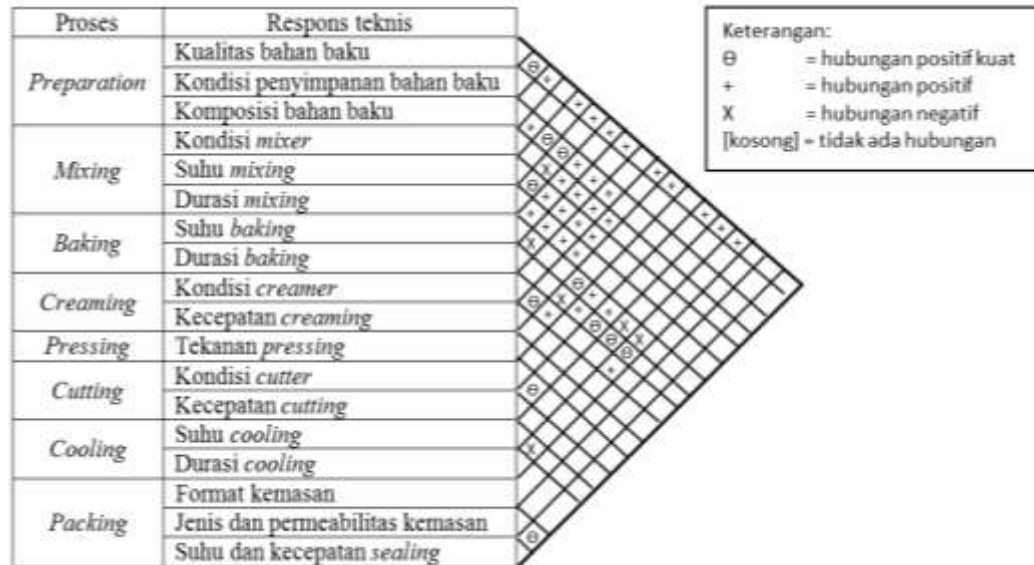 Proses Respons teknis
Preparation Kualitas bahan baku
Kondisi penyimpanan bahan baku
Komposisi bahan baku
Mixing Kondisi mixer
Suhu mixing
Durasi mixing
Baking Suhu baking
Durasi baking
Creaming Kondisi creamer
Kecepatan creaming
Pressing Tekanan pressing
Cutting Kondisi cutter
Kecepatan cutting
Cooling Suhu cooling
Durasi cooling
Packing Format kemasan
Jenis dan permeabilitas kemasan
Suhu dan kecepatan sealing
Keterangan:
Ɵ = hubungan positif kuat
+ = hubungan positif
X = hubungan negatif
[kosong] = tidak ada hubungan